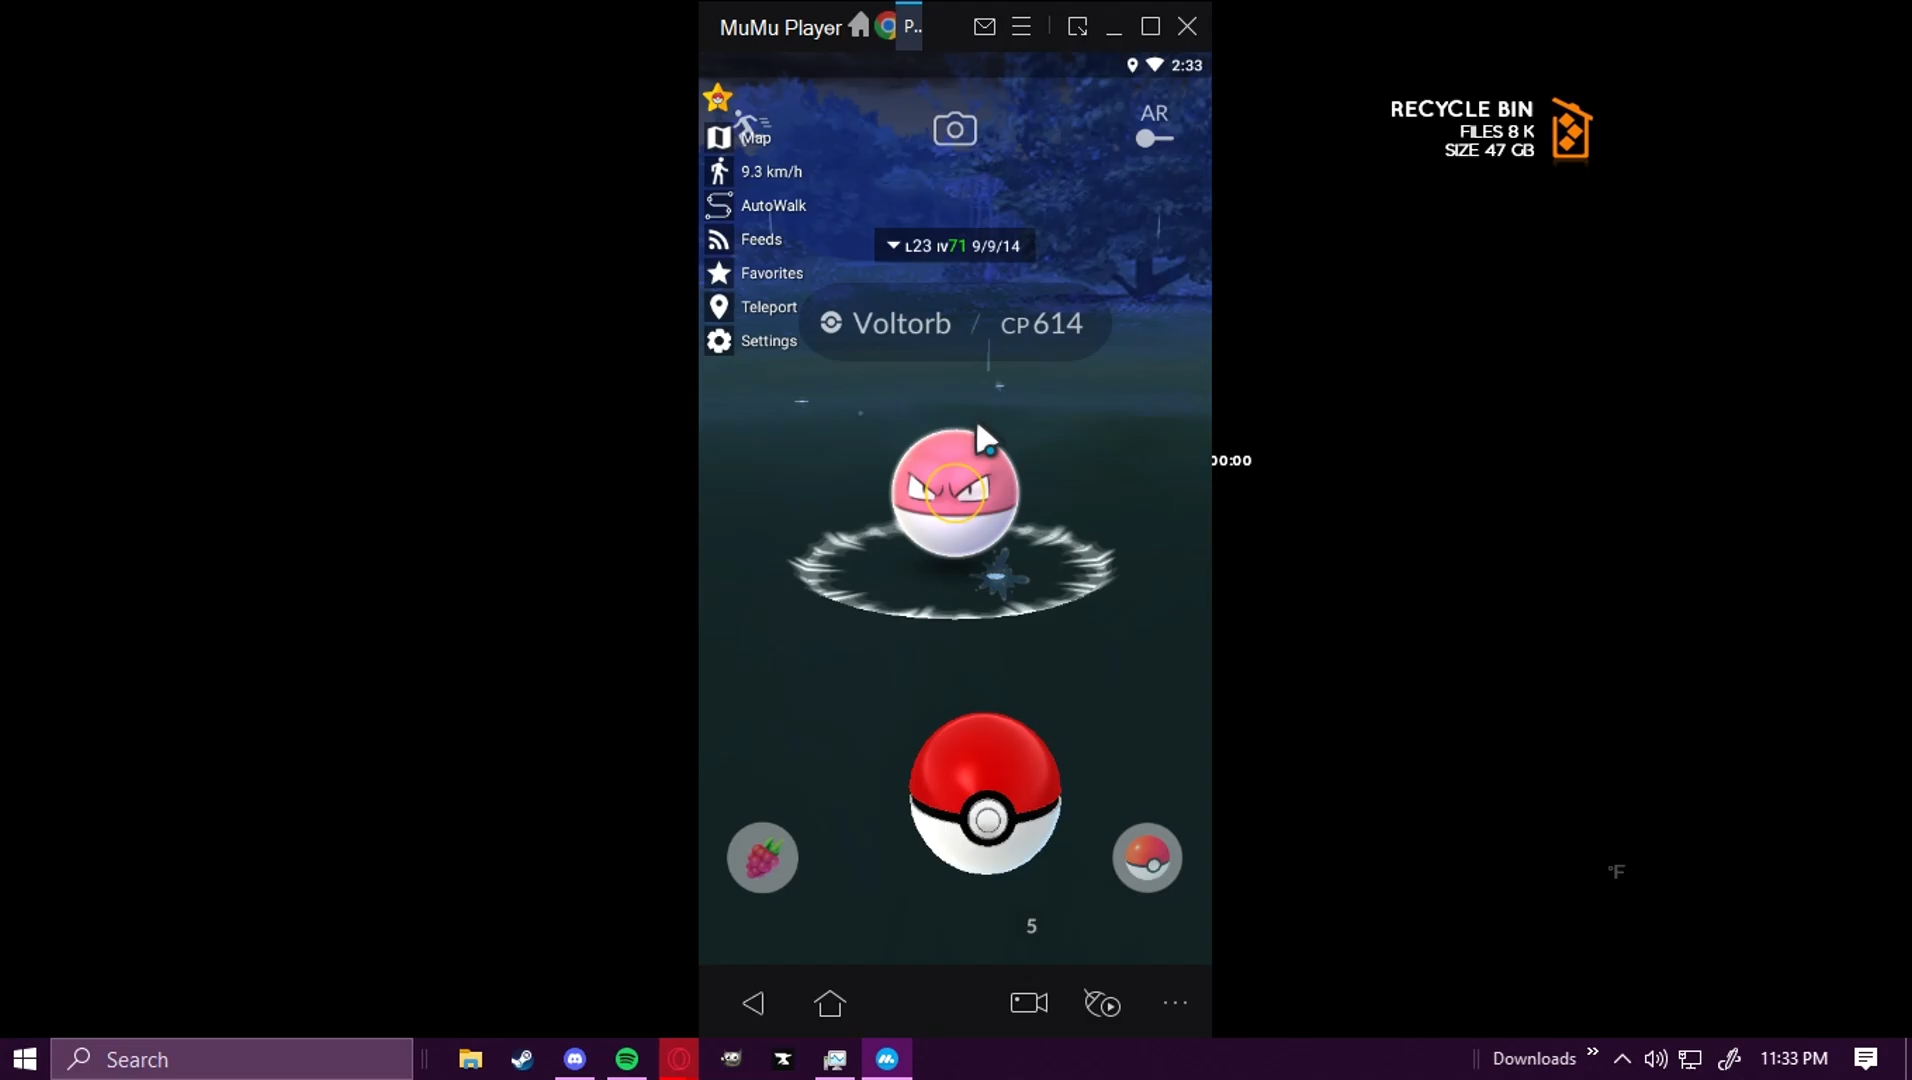 MuMu Player
P..
2:33
Map
AR
9.3 km/h
AutoWalk
Feeds
L23 IV71 9/9/14
Favorites
Teleport
Voltorb / CP614
Settings
5
RECYCLE BIN
FILES 8 K
SIZE 47 GB
00:00
°F
Search
Downloads
11:33 PM